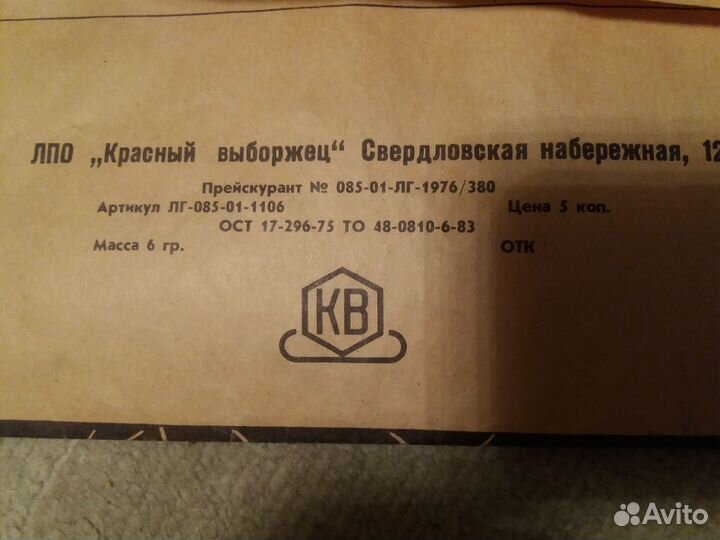 ЛПО „Красный выборжец“ Свердловская набережная, 12
Прейскурант № 085-01-ЛГ-1976/380
Артикул ЛГ-085-01-1106 Цена 5 коп.
ОСТ 17-296-75 ТО 48-0810-6-83
Масса 6 гр. ОТК
КВ
Avito